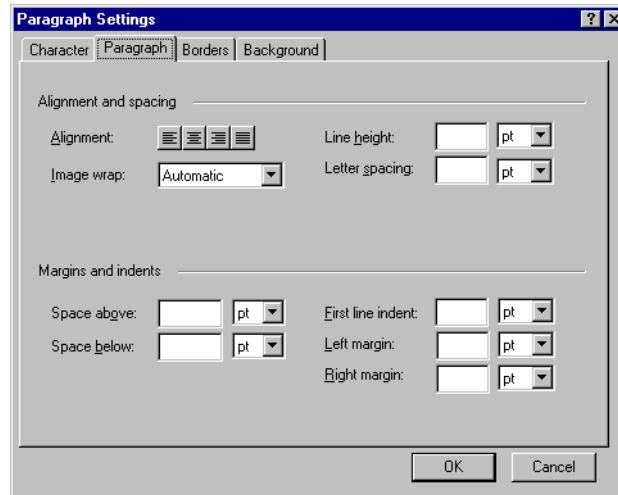 Paragraph Settings
Character Paragraph Borders Background
Alignment and spacing
Alignment: Line height: pt
Image wrap: Automatic Letter spacing: pt
Margins and indents
Space above: pt First line indent: pt
Space below: pt Left margin: pt
Right margin: pt
OK Cancel